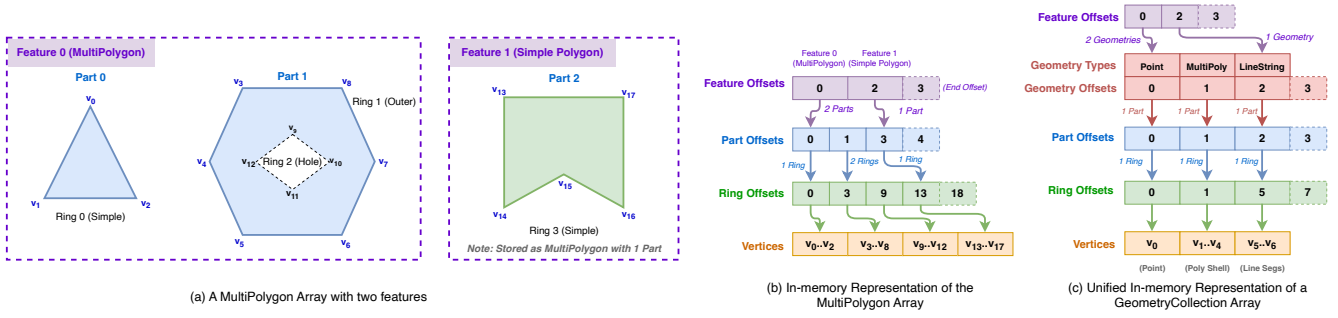 Feature 0 (MultiPolygon)
Part 0
v0
v1
v2
Ring 0 (Simple)
Part 1
v3
v8
Ring 1 (Outer)
v9
v4
v12
Ring 2 (Hole)
v10
v7
v11
v5
v6
Feature 1 (Simple Polygon)
Part 2
v13
v17
v15
v14
v16
Ring 3 (Simple)
Note: Stored as MultiPolygon with 1 Part
(a) A MultiPolygon Array with two features
Feature 0 Feature 1
(MultiPolygon) (Simple Polygon)
Feature Offsets 0 2 3 (End Offset)
2 Parts 1 Part
Part Offsets 0 1 3 4
1 Ring 2 Rings 1 Ring
Ring Offsets 0 3 9 13 18
Vertices v0..v2 v3..v8 v9..v12 v13..v17
(b) In-memory Representation of the
MultiPolygon Array
Feature Offsets 0 2 3
2 Geometries 1 Geometry
Geometry Types Point MultiPoly LineString
Geometry Offsets 0 1 2 3
1 Part 1 Part 1 Part
Part Offsets 0 1 2 3
1 Ring 1 Ring 1 Ring
Ring Offsets 0 1 5 7
Vertices v0 v1..v4 v5..v6
(Point) (Poly Shell) (Line Segs)
(c) Unified In-memory Representation of a
GeometryCollection Array